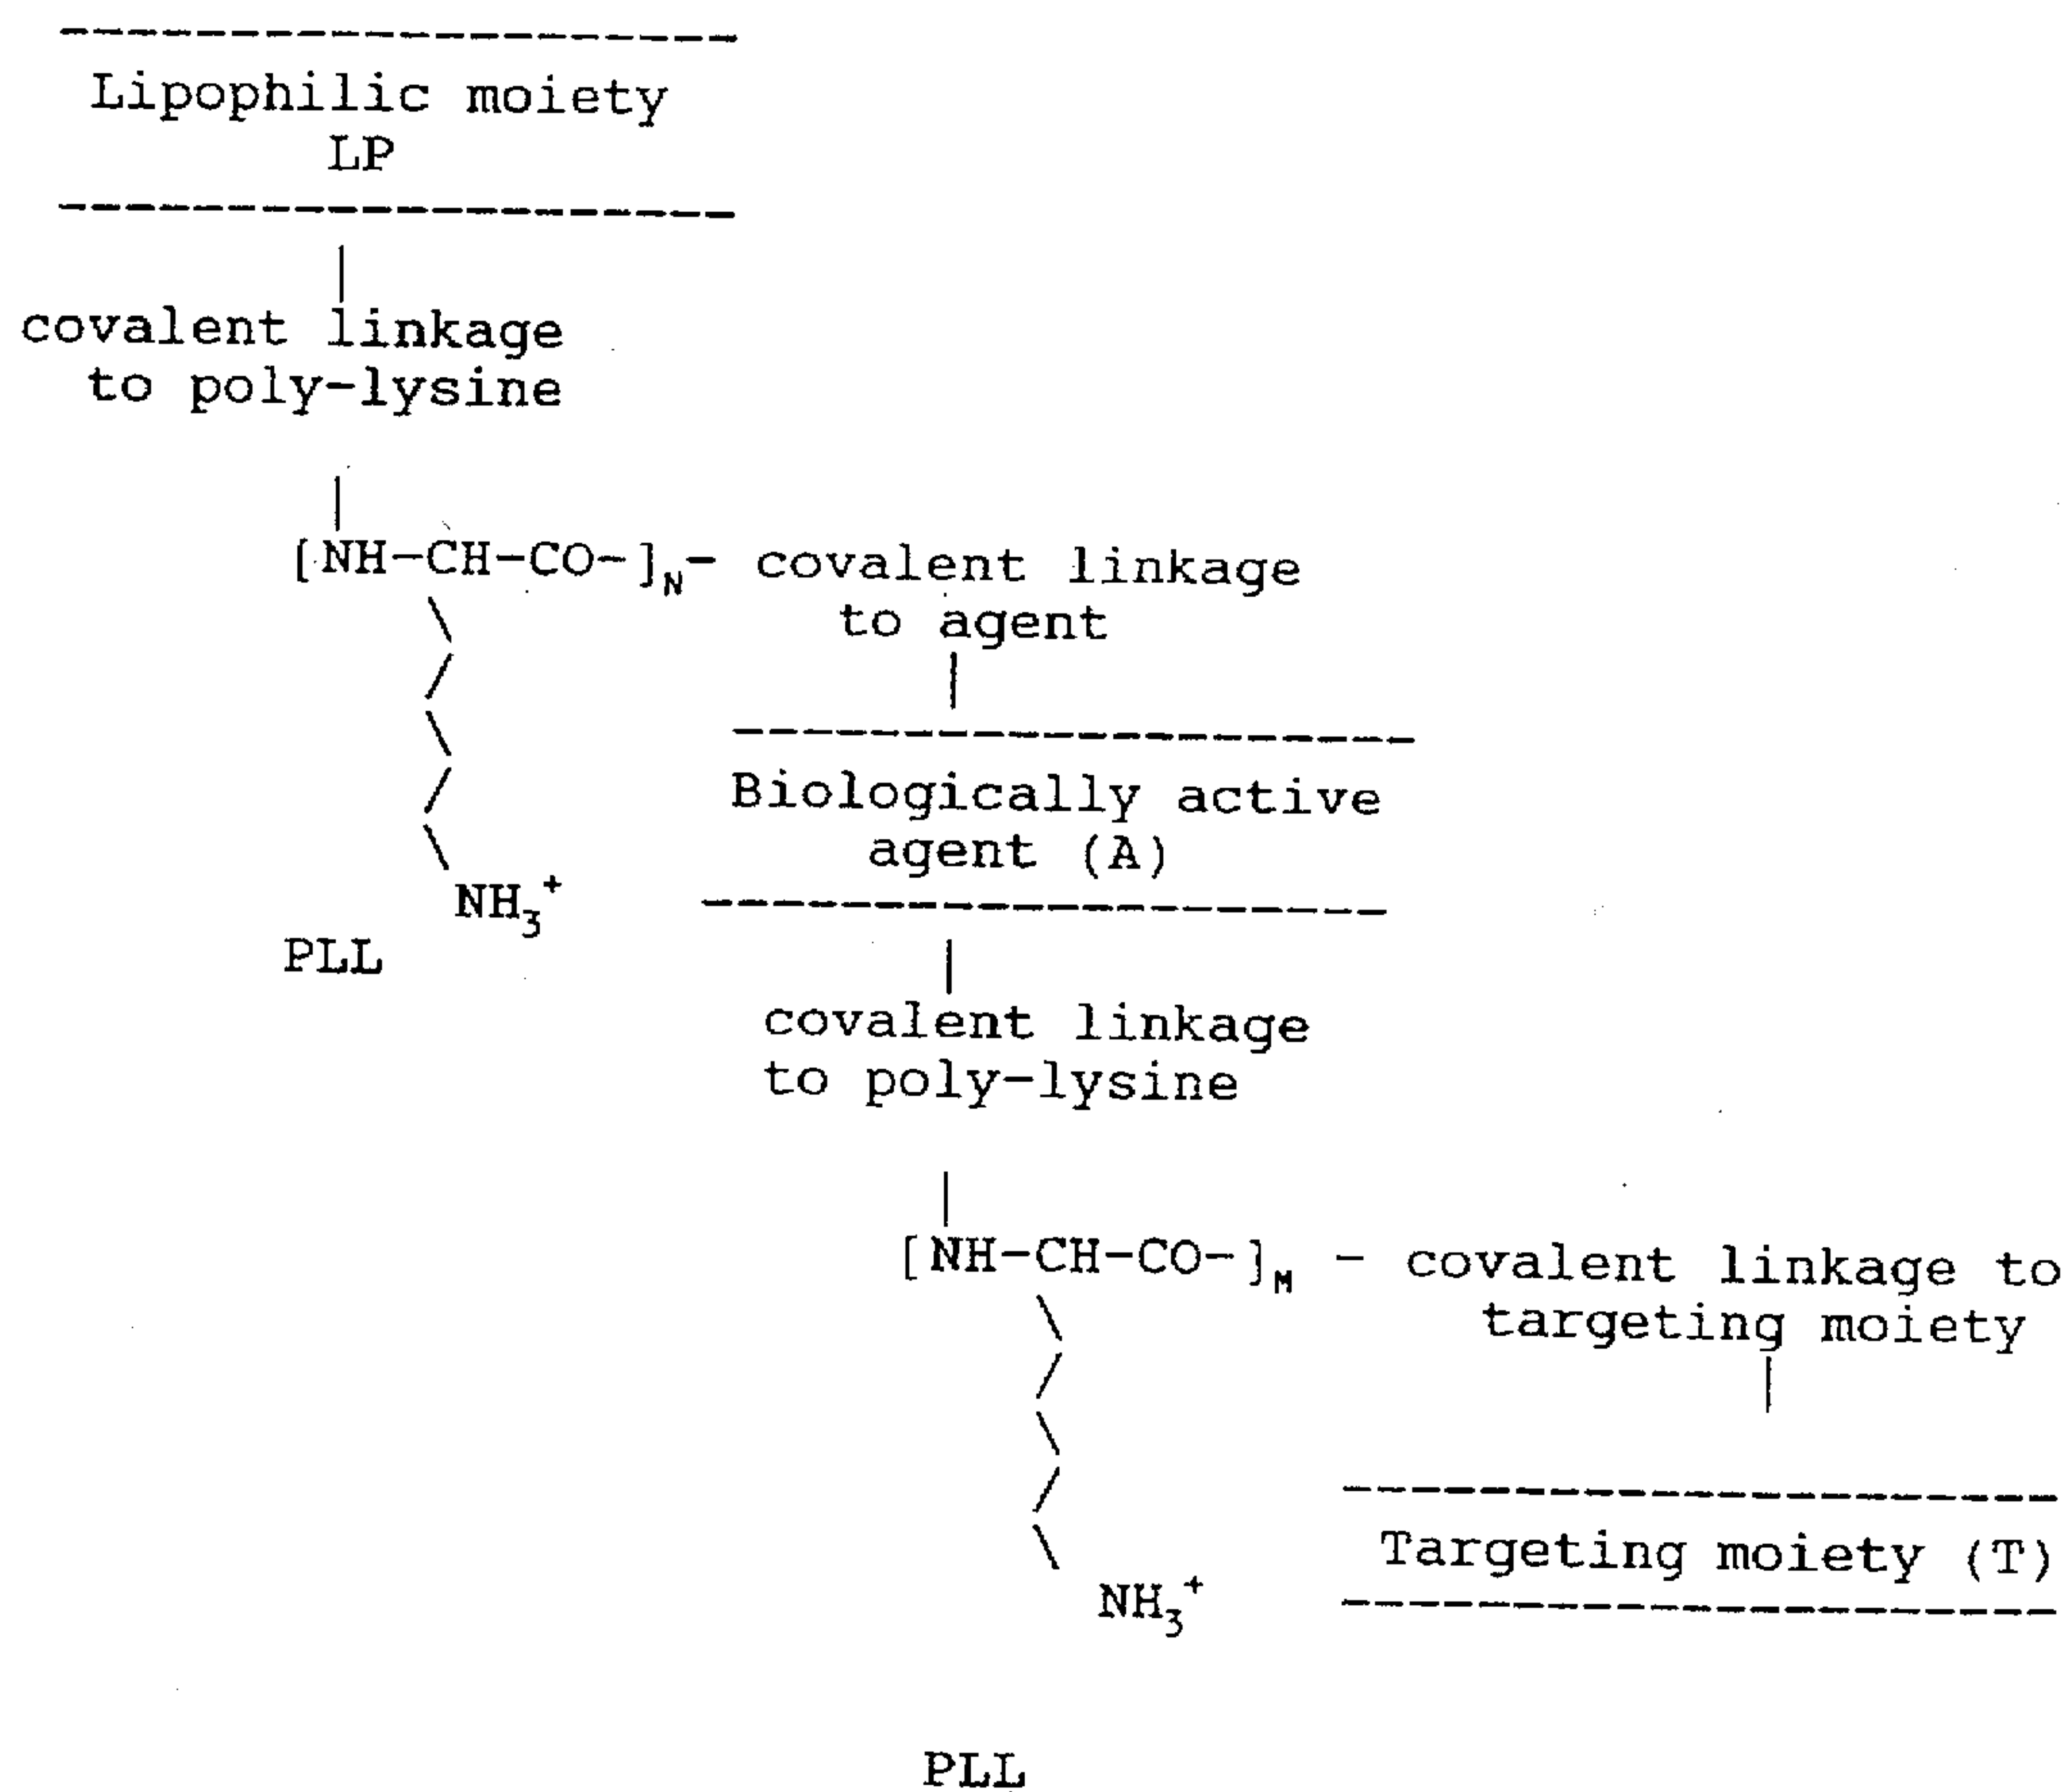 Lipophilic moiety
LP
covalent linkage
to poly-lysine
[NH-CH-CO-]N- covalent linkage
to agent
Biologically active
agent (A)
NH3+
PLL
covalent linkage
to poly-lysine
[NH-CH-CO-]M - covalent linkage to
targeting moiety
Targeting moiety (T)
NH3+
PLL